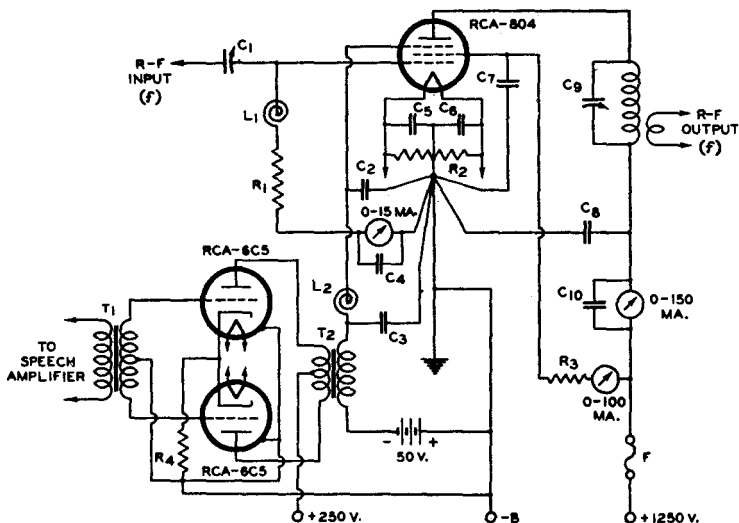 RCA-804
C1
R-F
INPUT
(f)
C7
C9
R-F
OUTPUT
(f)
L1
C5
C6
R1
C2
R2
0-15 MA.
C8
RCA-6C5
C4
L2
C10
0-150
MA.
T1
T2
C3
TO
SPEECH
AMPLIFIER
R3
0-100
MA.
- +
50 V.
R4
RCA-6C5
F
+250 V.
-B
+1250 V.